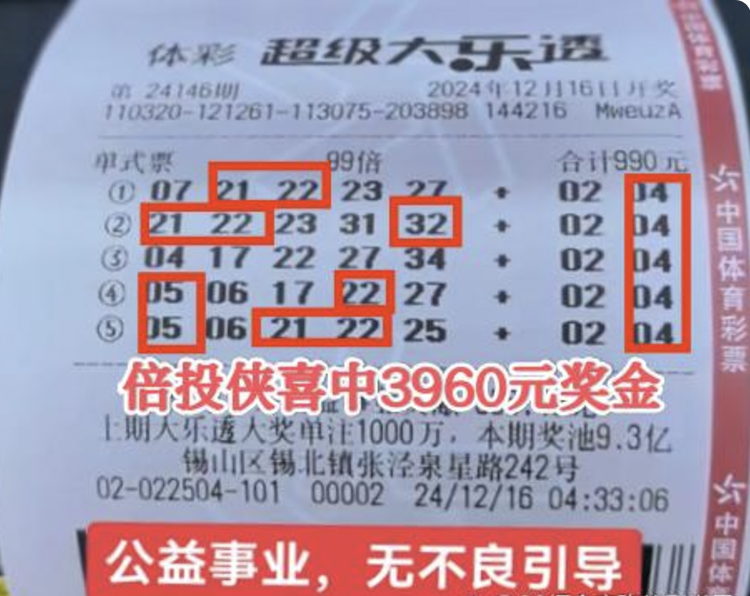 体彩 超级大乐透
第 24146期 2024年12月16日开奖
110320-121261-113075-203898 144216 MweuzA
单式票 99倍 合计990元
① 07 21 22 23 27 + 02 04
② 21 22 23 31 32 + 02 04
③ 04 17 22 27 34 + 02 04
④ 05 06 17 22 27 + 02 04
⑤ 05 06 21 22 25 + 02 04
倍投侠喜中3960元奖金
上期大乐透大奖单注1000万，本期奖池9.3亿
锡山区锡北镇张泾泉星路242号
02-022504-101 00002 24/12/16 04:33:06
公益事业，无不良引导
中国体育彩票
中国体育彩票
中国体育